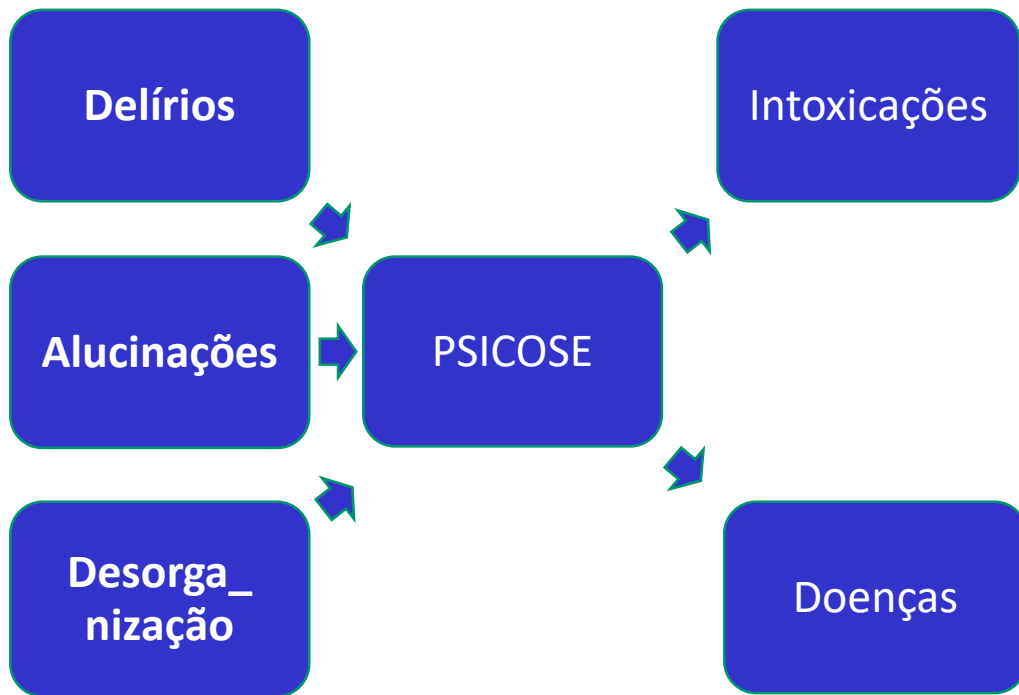 Delírios
Intoxicações
Alucinações
PSICOSE
Desorga_
nização
Doenças